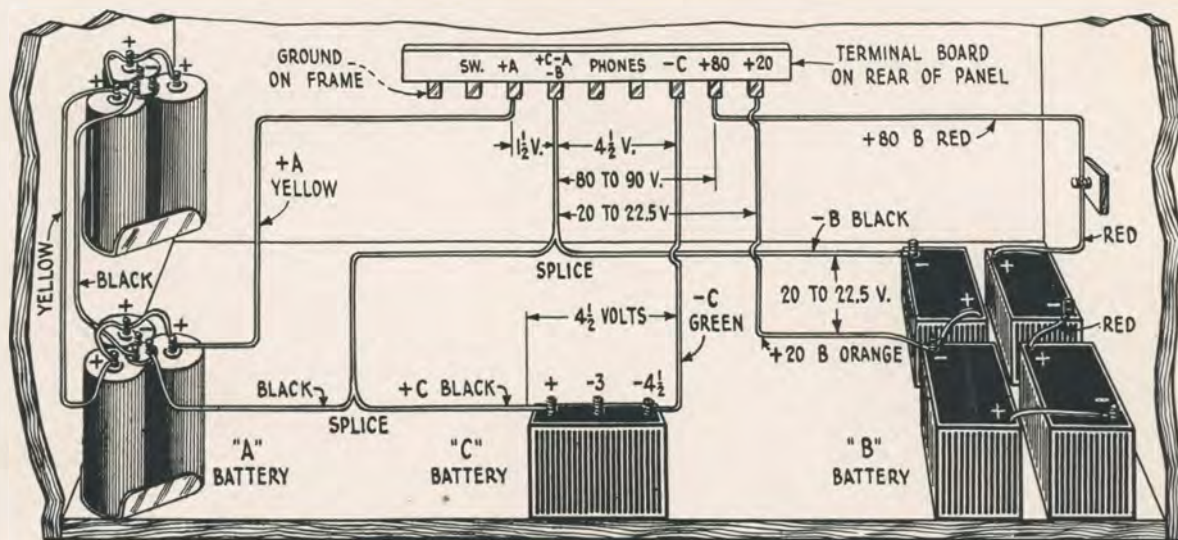 GROUND
ON FRAME
SW. +A +C-A
-B PHONES -C +80 +20
TERMINAL BOARD
ON REAR OF PANEL
1½ V. 4½ V.
80 TO 90 V.
20 TO 22.5 V
+80 B RED
+A
YELLOW
YELLOW
BLACK
-B BLACK
RED
SPLICE
20 TO 22.5 V.
4½ VOLTS
-C
GREEN
RED
+20 B ORANGE
BLACK
+C BLACK
+ -3 -4½
SPLICE
"A"
BATTERY
"C"
BATTERY
"B"
BATTERY
+
+
+
-
+
+
+
-
-
+
+
-
-
+
+
-